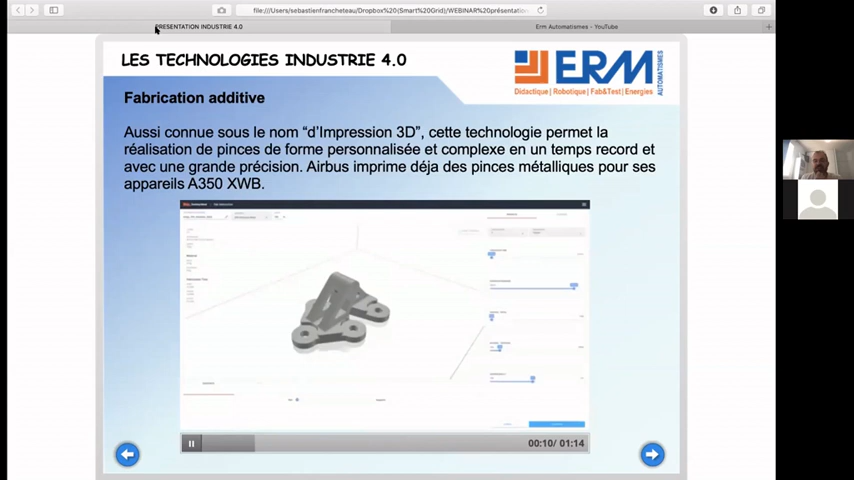 file:///Users/sebastienfrancheteau/Dropbox%20(Smart%20Grid)/WEBINAR%20présentatio
PRESENTATION INDUSTRIE 4.0
Erm Automatismes - YouTube
LES TECHNOLOGIES INDUSTRIE 4.0
ERM
AUTOMATISMES
Didactique| Robotique| Fab&Test| Energies
Fabrication additive
Aussi connue sous le nom “d’Impression 3D”, cette technologie permet la
réalisation de pinces de forme personnalisée et complexe en un temps record et
avec une grande précision. Airbus imprime déja des pinces métalliques pour ses
appareils A350 XWB.
00:10/ 01:14